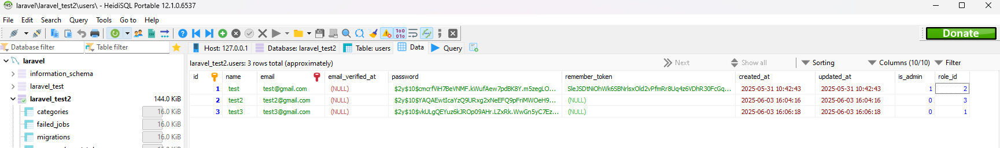 laravel\laravel_test2\users\ - HeidiSQL Portable 12.1.0.6537
File Edit Search Query Tools Go to Help
Donate
Database filter Table filter Host: 127.0.0.1 Database: laravel_test2 Table: users Data Query
laravel
laravel_test2.users: 3 rows total (approximately) Next Show all Sorting Columns (10/10) Filter
information_schema
id name email email_verified_at password remember_token created_at updated_at is_admin role_id
laravel_test
1 test test@gmail.com (NULL) $2y$10$cmcrfViH7BeVNMF.kWufAew7pdBK8Y.m5zegLO... SleJSDtNiOhWk6SBNrlsxOld2vPfmRr8Uq4z6VDhR30FcGq... 2025-05-31 10:42:43 2025-05-31 10:42:43 1 2
laravel_test2 144.0 KiB
2 test2 test2@gmail.com (NULL) $2y$10$YAQAEwtIcaYzQ9URxg2xNeEFQ9pFriMWOeH9... (NULL) 2025-06-03 16:04:16 2025-06-03 16:04:16 0 3
categories 16.0 KiB
3 test3 test3@gmail.com (NULL) $2y$10$vkULgQEYuz6kJROp09AHr.LZxRk.WwGn5yC7Ez... (NULL) 2025-06-03 16:06:18 2025-06-03 16:06:18 0 1
failed_jobs 16.0 KiB
migrations 16.0 KiB